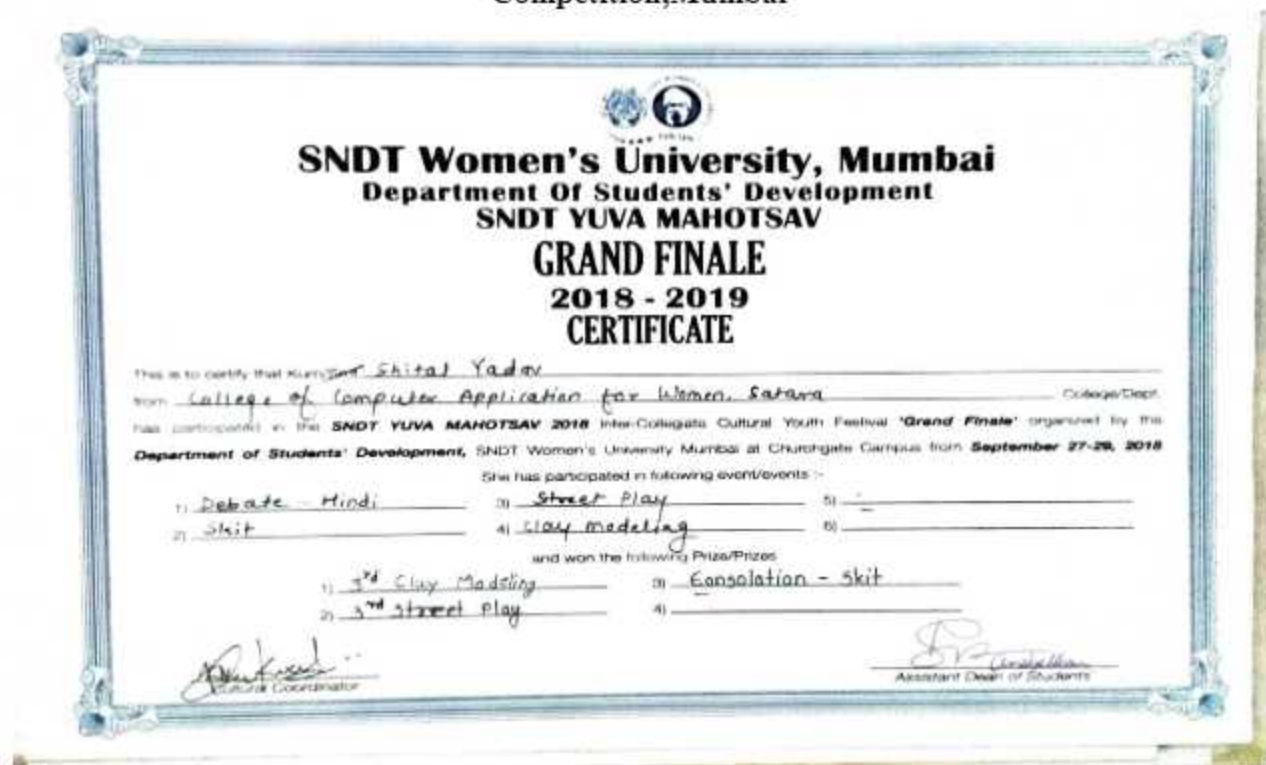 Competition,Mumbai
SNDT Women's University, Mumbai
Department Of Students' Development
SNDT YUVA MAHOTSAV
GRAND FINALE
2018 - 2019
CERTIFICATE
This is to certify that Kum/Smt Shital Yadav
from College of Computer Application for Women, Satara College/Dept.
has participated in the SNDT YUVA MAHOTSAV 2018 Inter-Collegiate Cultural Youth Festival 'Grand Finale' organized by the
Department of Students' Development, SNDT Women's University Mumbai at Churchgate Campus from September 27-29, 2018
She has participated in following event/events :-
1) Debate - Hindi 3) Street Play 5) -
2) Skit 4) Clay modeling 6)
and won the following Prize/Prizes
1) 3rd Clay Modeling 3) Consolation - Skit
2) 3rd Street Play 4)
Cultural Coordinator Assistant Dean of Students